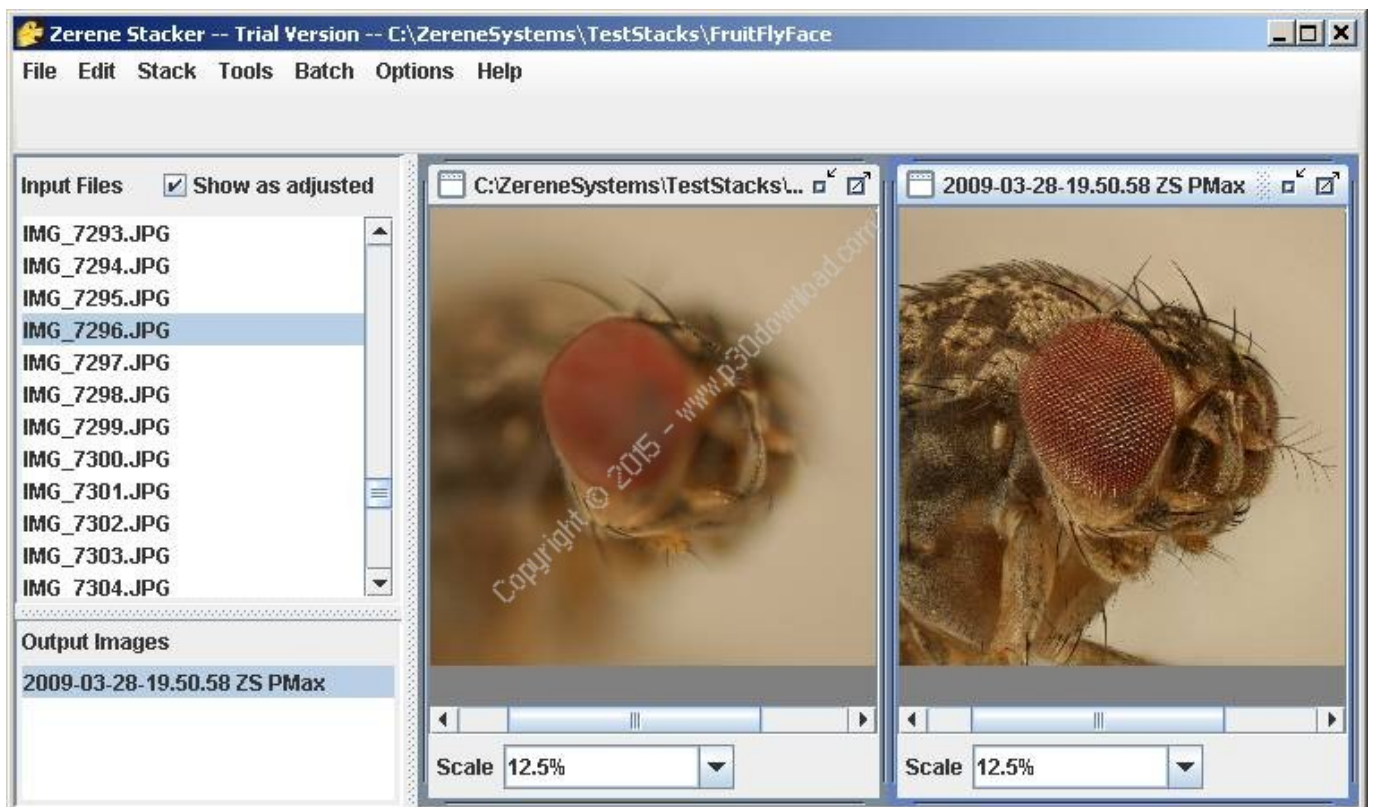 Zerene Stacker -- Trial Version -- C:\ZereneSystems\TestStacks\FruitFlyFace
File Edit Stack Tools Batch Options Help
Input Files Show as adjusted
IMG_7293.JPG
IMG_7294.JPG
IMG_7295.JPG
IMG_7296.JPG
IMG_7297.JPG
IMG_7298.JPG
IMG_7299.JPG
IMG_7300.JPG
IMG_7301.JPG
IMG_7302.JPG
IMG_7303.JPG
IMG_7304.JPG
Output Images
2009-03-28-19.50.58 ZS PMax
C:\ZereneSystems\TestStacks\...
Copyright © 2015 - www.p30download.com
Scale 12.5%
2009-03-28-19.50.58 ZS PMax
Scale 12.5%